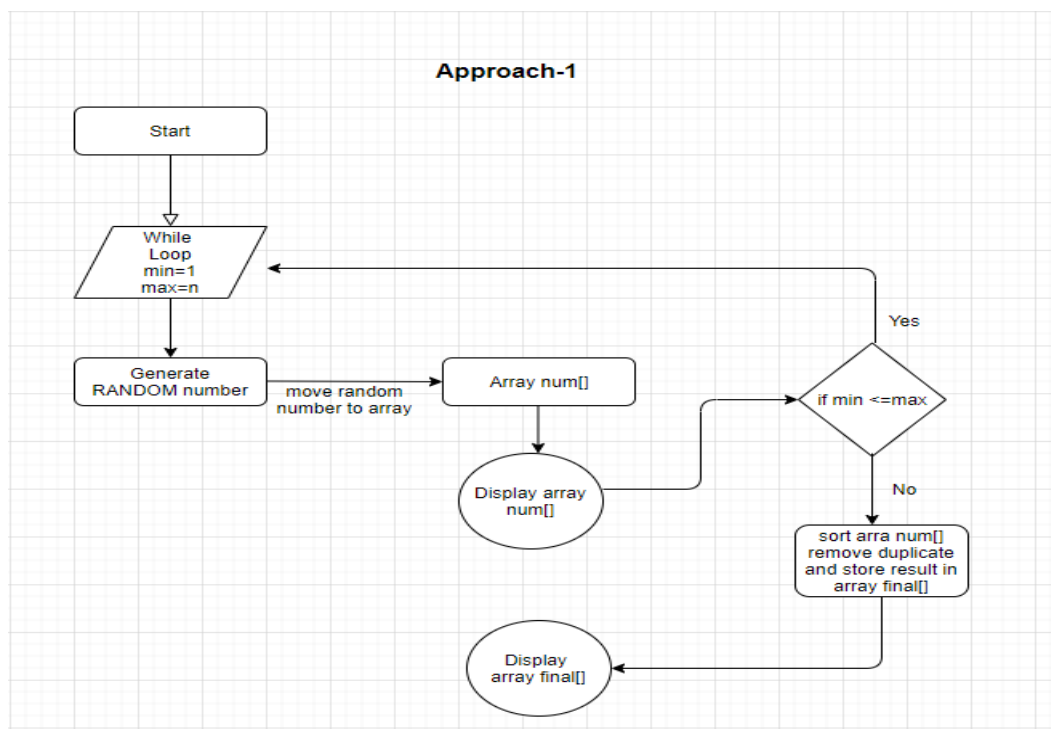 Approach-1
Start
While
Loop
min=1
max=n
Generate
RANDOM number
move random
number to array
Array num[]
Display array
num[]
if min <=max
Yes
No
sort arra num[]
remove duplicate
and store result in
array final[]
Display
array final[]